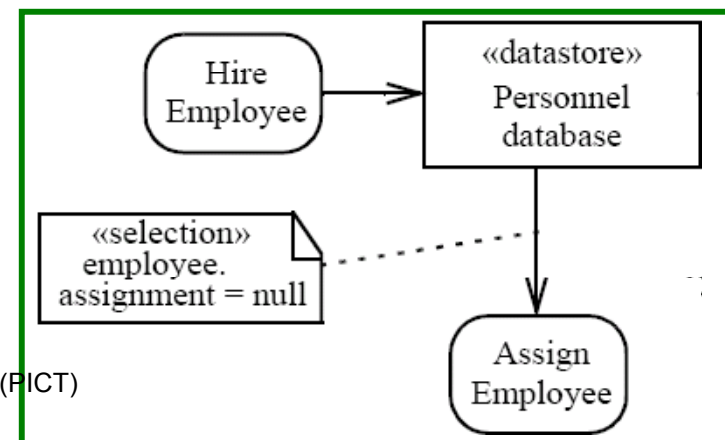 Hire
Employee
«datastore»
Personnel
database
«selection»
employee.
assignment = null
Assign
Employee
(PICT)